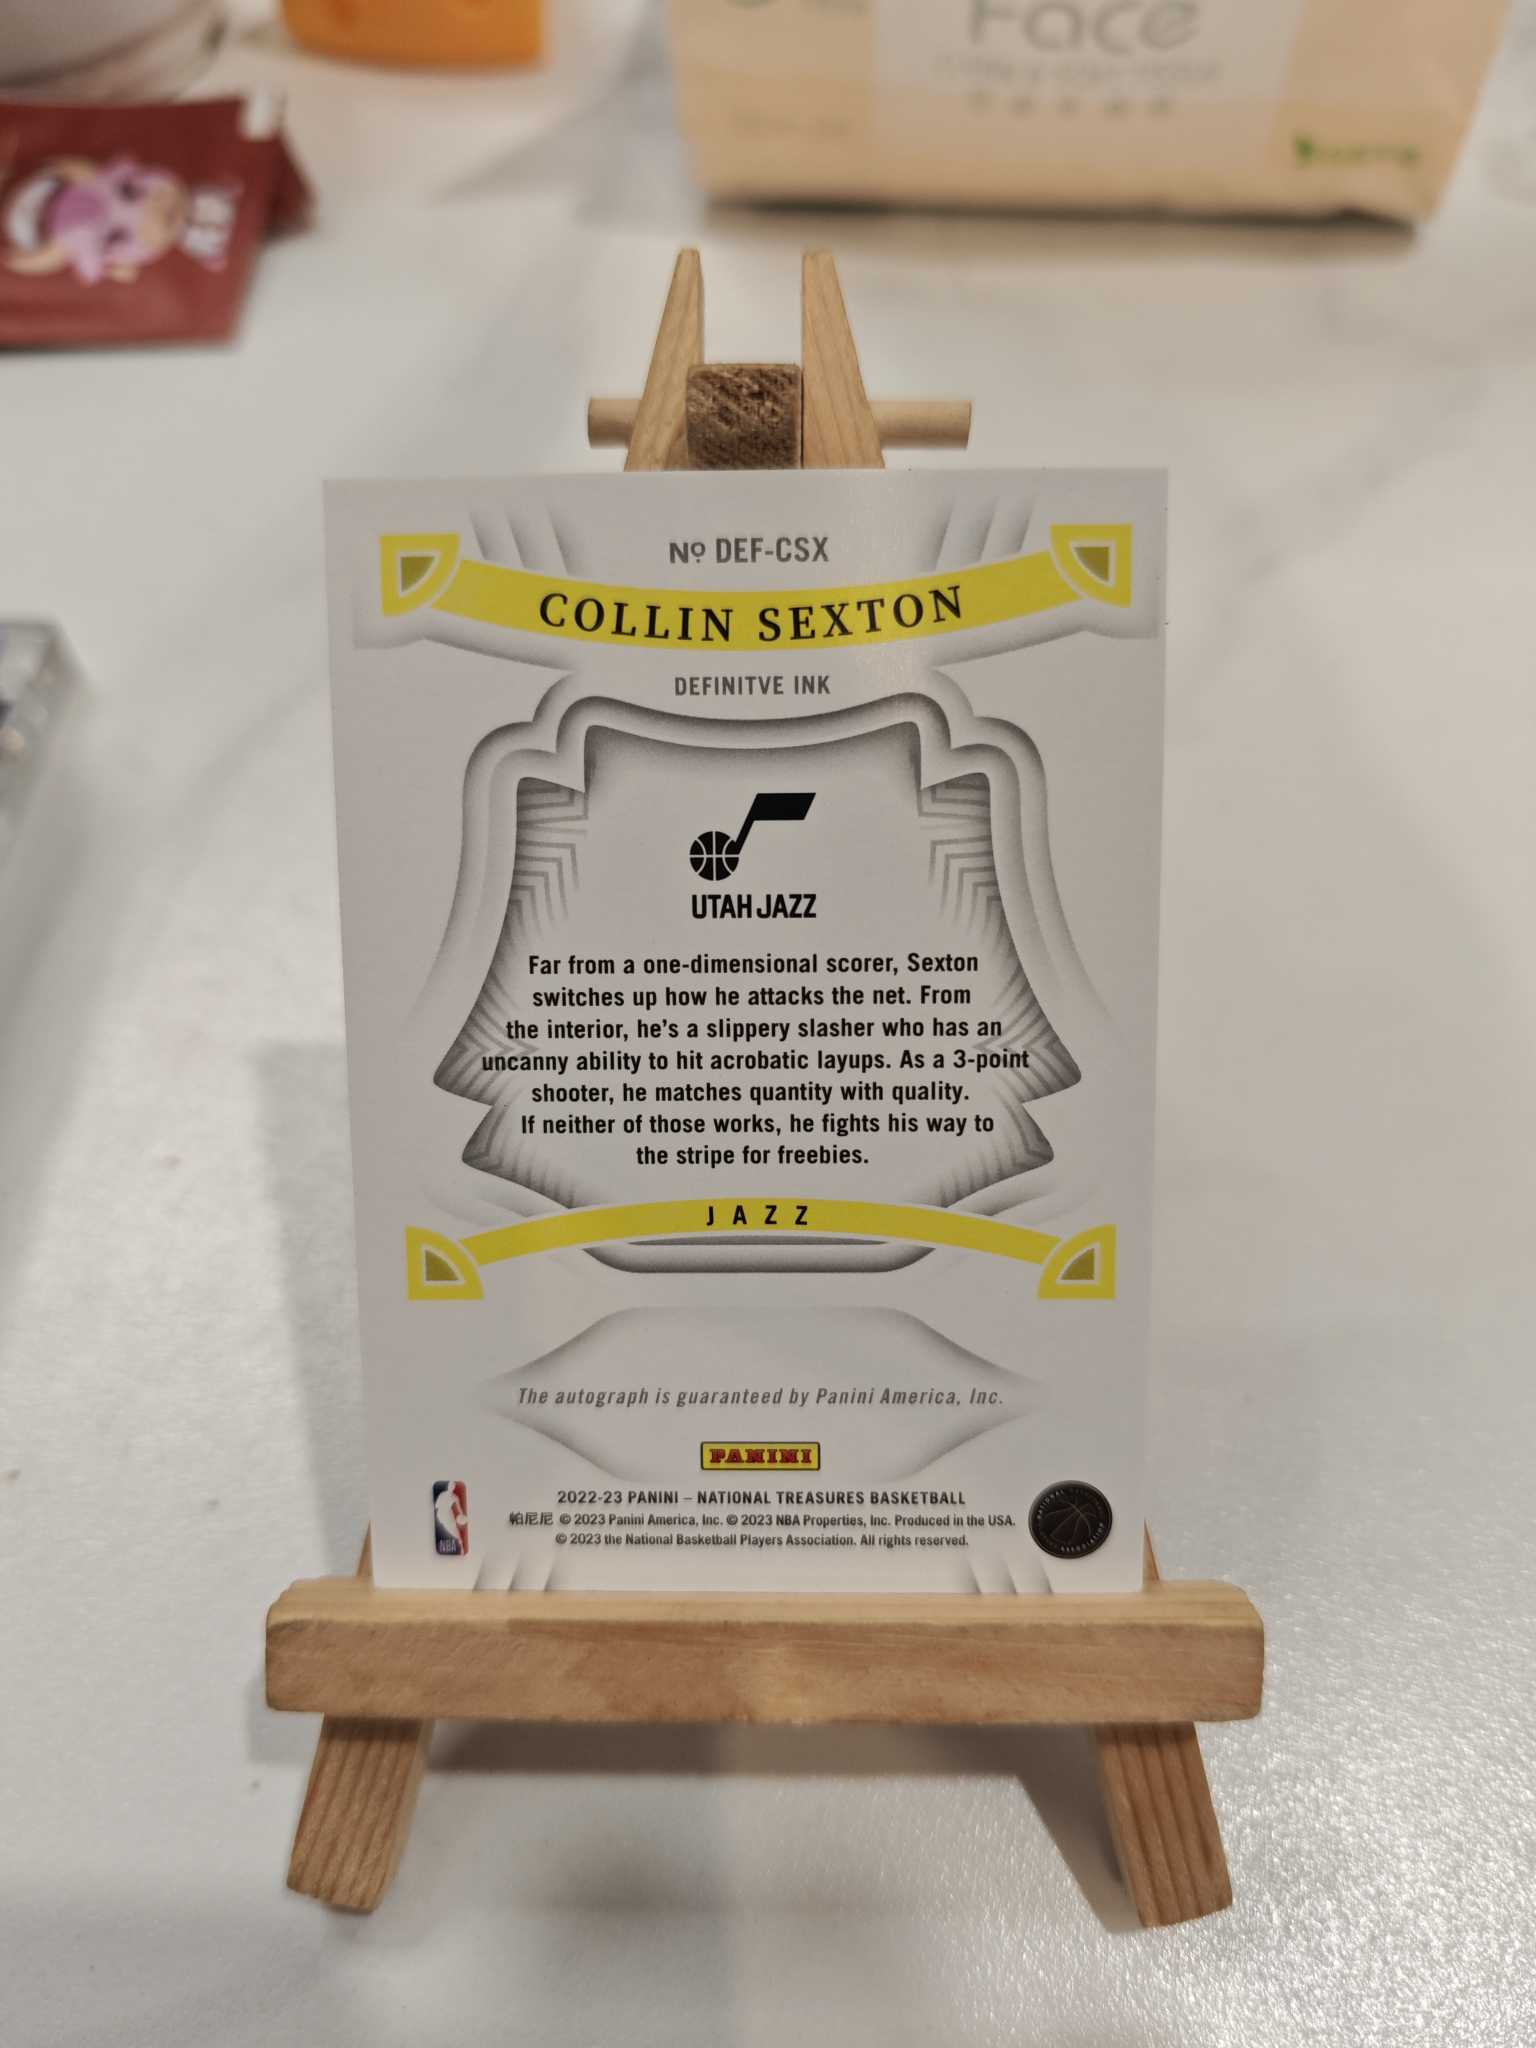 Face
Nº DEF-CSX
COLLIN SEXTON
DEFINITVE INK
UTAH JAZZ
Far from a one-dimensional scorer, Sexton
switches up how he attacks the net. From
the interior, he's a slippery slasher who has an
uncanny ability to hit acrobatic layups. As a 3-point
shooter, he matches quantity with quality.
If neither of those works, he fights his way to
the stripe for freebies.
JAZZ
The autograph is guaranteed by Panini America, Inc.
PANINI
2022-23 PANINI – NATIONAL TREASURES BASKETBALL
帕尼尼 © 2023 Panini America, Inc. © 2023 NBA Properties, Inc. Produced in the USA.
© 2023 the National Basketball Players Association. All rights reserved.
NBA
NATIONAL BASKETBALL PLAYERS ASSOCIATION